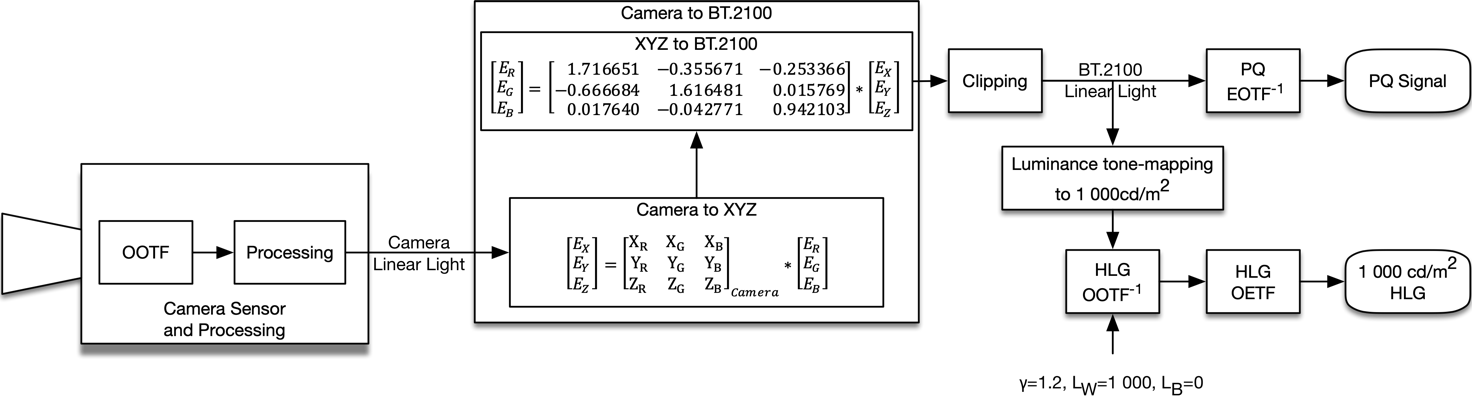 Camera to BT.2100
XYZ to BT.2100
[E_R E_G E_B] = [1.716651 −0.355671 −0.253366
−0.666684 1.616481 0.015769
0.017640 −0.042771 0.942103] * [E_X E_Y E_Z]
Clipping
BT.2100
Linear Light
PQ
EOTF⁻¹
PQ Signal
Luminance tone-mapping
to 1 000cd/m²
OOTF
Processing
Camera Sensor
and Processing
Camera
Linear Light
Camera to XYZ
[E_X E_Y E_Z] = [X_R X_G X_B
Y_R Y_G Y_B
Z_R Z_G Z_B]_Camera * [E_R E_G E_B]
HLG
OOTF⁻¹
HLG
OETF
1 000 cd/m²
HLG
γ=1.2, L_W=1 000, L_B=0